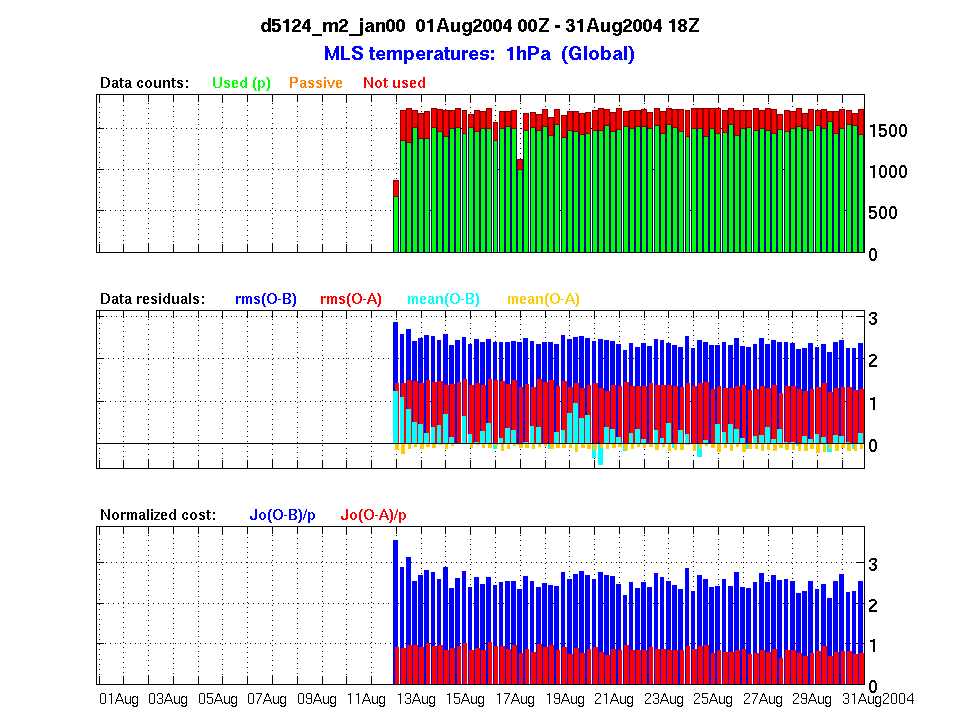 d5124_m2_jan00 01Aug2004 00Z - 31Aug2004 18Z
MLS temperatures: 1hPa (Global)
Data counts: Used (p) Passive Not used
1500
1000
500
0
Data residuals: rms(O-B) rms(O-A) mean(O-B) mean(O-A)
3
2
1
0
Normalized cost: Jo(O-B)/p Jo(O-A)/p
3
2
1
0
01Aug 03Aug 05Aug 07Aug 09Aug 11Aug 13Aug 15Aug 17Aug 19Aug 21Aug 23Aug 25Aug 27Aug 29Aug 31Aug2004